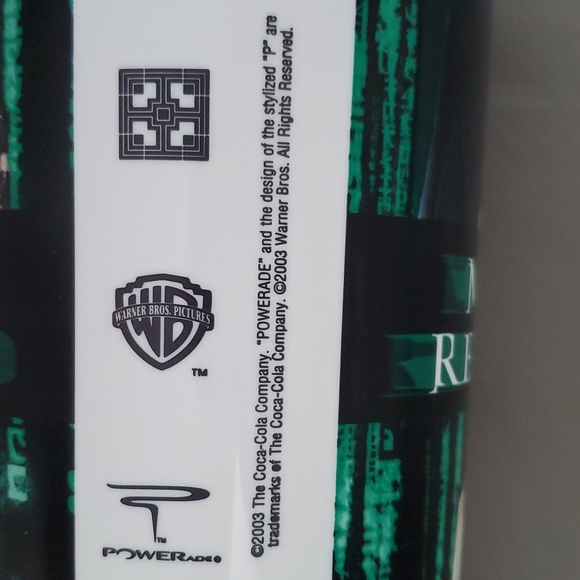 ©2003 The Coca-Cola Company. "POWERADE" and the design of the stylized "P" are
trademarks of The Coca-Cola Company. ©2003 Warner Bros. All Rights Reserved.
WB
WARNER BROS. PICTURES
TM
TM
POWERADE